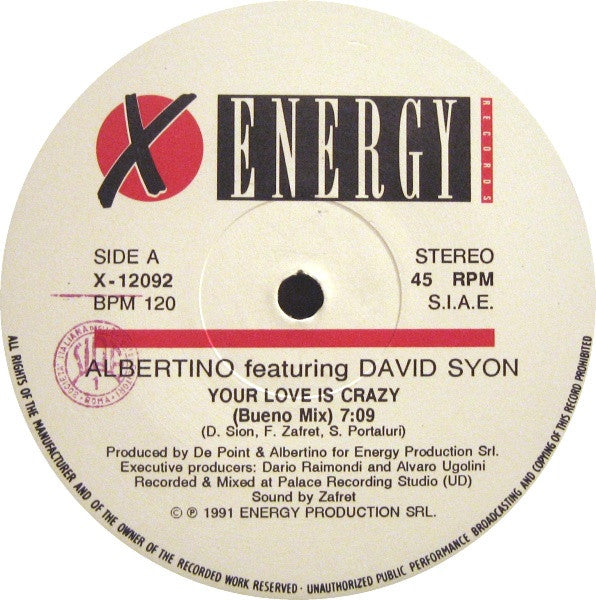 X ENERGY
RECORDS
SIDE A
X-12092
BPM 120
STEREO
45 RPM
S.I.A.E.
ALBERTINO featuring DAVID SYON
YOUR LOVE IS CRAZY
(Bueno Mix) 7:09
(D. Sion, F. Zafret, S. Portaluri)
Produced by De Point & Albertino for Energy Production Srl.
Executive producers: Dario Raimondi and Alvaro Ugolini
Recorded & Mixed at Palace Recording Studio (UD)
Sound by Zafret
© ℗ 1991 ENERGY PRODUCTION SRL.
ALL RIGHTS OF THE MANUFACTURER AND OF THE OWNER OF THE RECORDED WORK RESERVED · UNAUTHORIZED PUBLIC PERFORMANCE BROADCASTING AND COPYING OF THIS RECORD PROHIBITED